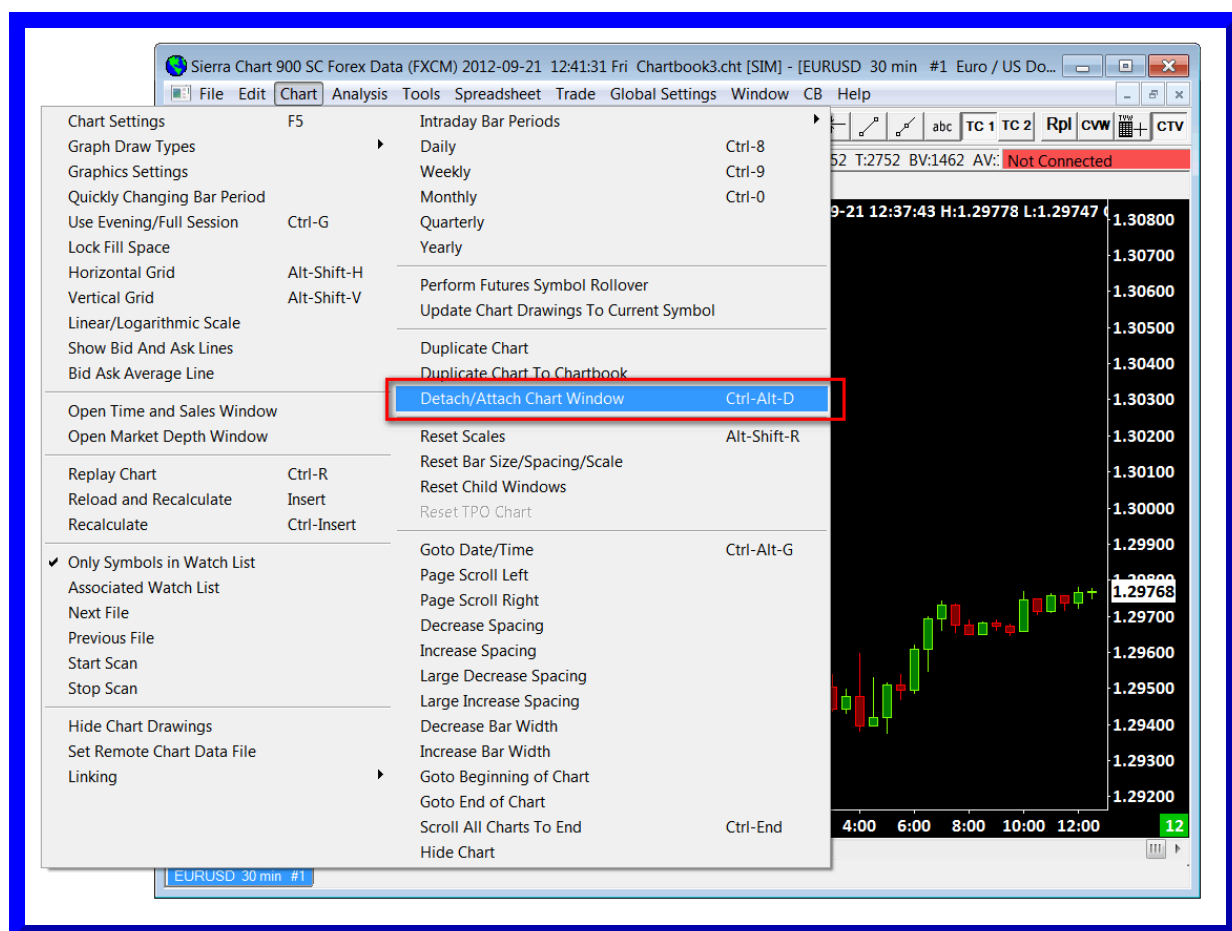 Sierra Chart 900 SC Forex Data (FXCM) 2012-09-21 12:41:31 Fri Chartbook3.cht [SIM] - [EURUSD 30 min #1 Euro / US Do...
File Edit Chart Analysis Tools Spreadsheet Trade Global Settings Window CB Help
abc TC 1 TC 2 Rpl CVW CTV
52 T:2752 BV:1462 AV:: Not Connected
9-21 12:37:43 H:1.29778 L:1.29747
Chart Settings F5
Graph Draw Types
Graphics Settings
Quickly Changing Bar Period
Use Evening/Full Session Ctrl-G
Lock Fill Space
Horizontal Grid Alt-Shift-H
Vertical Grid Alt-Shift-V
Linear/Logarithmic Scale
Show Bid And Ask Lines
Bid Ask Average Line
Open Time and Sales Window
Open Market Depth Window
Replay Chart Ctrl-R
Reload and Recalculate Insert
Recalculate Ctrl-Insert
Only Symbols in Watch List
Associated Watch List
Next File
Previous File
Start Scan
Stop Scan
Hide Chart Drawings
Set Remote Chart Data File
Linking
Intraday Bar Periods
Daily Ctrl-8
Weekly Ctrl-9
Monthly Ctrl-0
Quarterly
Yearly
Perform Futures Symbol Rollover
Update Chart Drawings To Current Symbol
Duplicate Chart
Duplicate Chart To Chartbook
Detach/Attach Chart Window Ctrl-Alt-D
Reset Scales Alt-Shift-R
Reset Bar Size/Spacing/Scale
Reset Child Windows
Reset TPO Chart
Goto Date/Time Ctrl-Alt-G
Page Scroll Left
Page Scroll Right
Decrease Spacing
Increase Spacing
Large Decrease Spacing
Large Increase Spacing
Decrease Bar Width
Increase Bar Width
Goto Beginning of Chart
Goto End of Chart
Scroll All Charts To End Ctrl-End
Hide Chart
1.30800
1.30700
1.30600
1.30500
1.30400
1.30300
1.30200
1.30100
1.30000
1.29900
1.29768
1.29700
1.29600
1.29500
1.29400
1.29300
1.29200
4:00 6:00 8:00 10:00 12:00 12
EURUSD 30 min #1